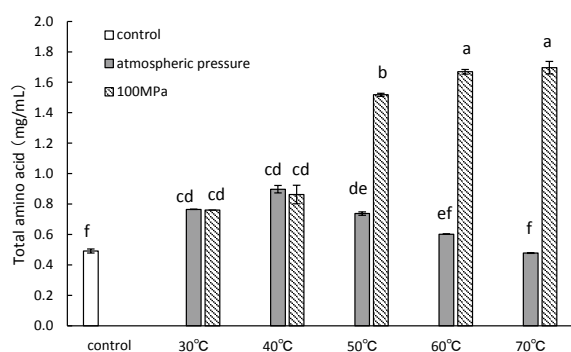 2.0
control
1.8
atmospheric pressure
100MPa
1.6
1.4
1.2
1.0
0.8
0.6
0.4
0.2
0.0
Total amino acid (mg/mL)
f
cd cd
cd cd
de b
ef a
f a
control 30℃ 40℃ 50℃ 60℃ 70℃